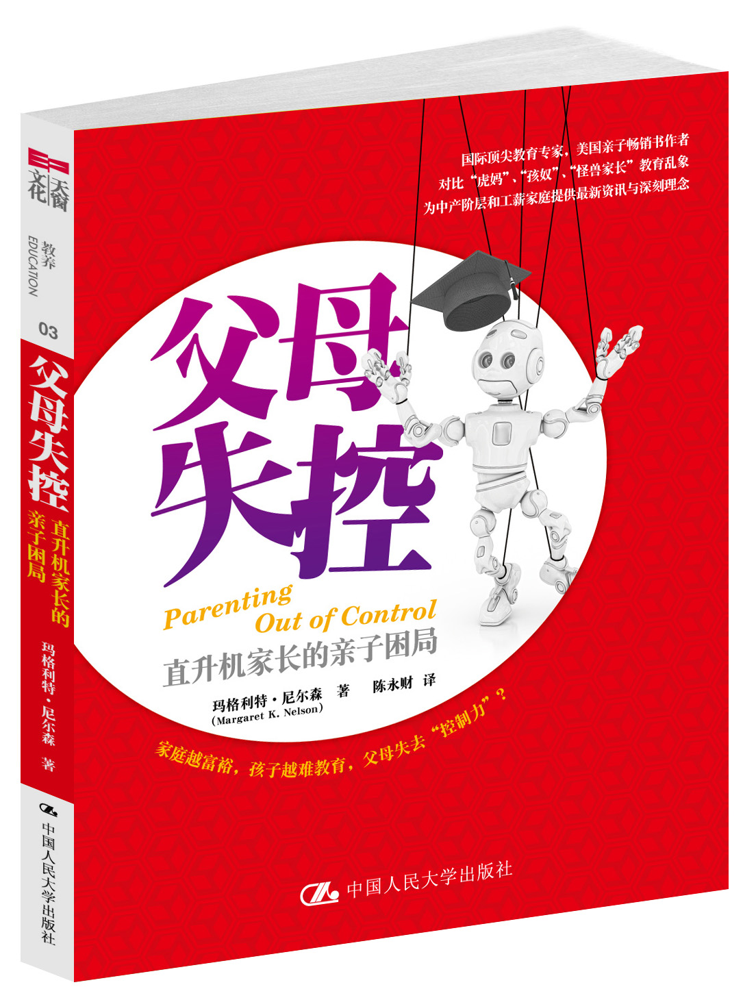 国际顶尖教育专家，美国亲子畅销书作者
对比“虎妈”、“孩奴”、“怪兽家长”教育乱象
为中产阶层和工薪家庭提供最新资讯与深刻理念
父母
失控
Parenting
Out of Control
直升机家长的亲子困局
玛格利特·尼尔森 著 陈永财 译
(Margaret K. Nelson)
家庭越富裕，孩子越难教育，父母失去“控制力”？
中国人民大学出版社
天窗
文化
教养
EDUCATION
03
父母失控
直升机家长的
亲子困局
玛格利特·尼尔森 著
中国人民大学出版社